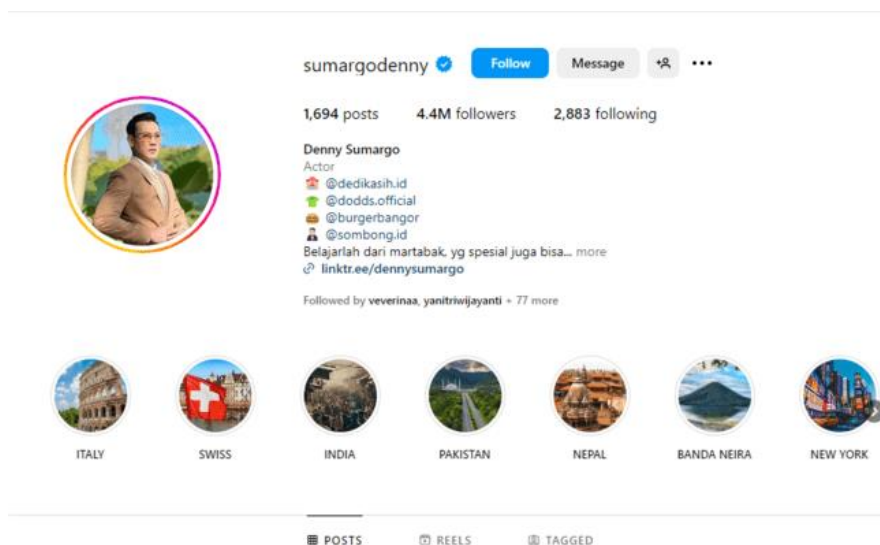 sumargodenny Follow Message
1,694 posts 4.4M followers 2,883 following
Denny Sumargo
Actor
@dedikasih.id
@dodds.official
@burgerbangor
@sombong.id
Belajarlah dari martabak, yg spesial juga bisa... more
linktr.ee/dennysumargo
Followed by veverinaa, yanitriwijayanti + 77 more
ITALY SWISS INDIA PAKISTAN NEPAL BANDA NEIRA NEW YORK
POSTS REELS TAGGED